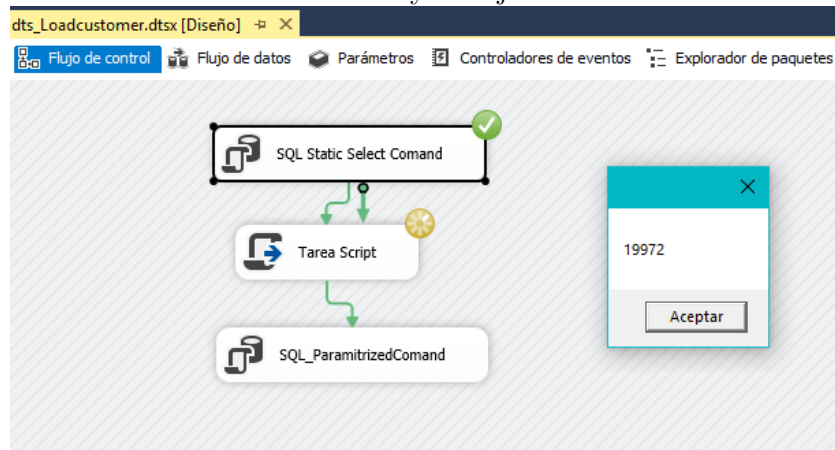 dts_Loadcustomer.dtsx [Diseño]
Flujo de control Flujo de datos Parámetros Controladores de eventos Explorador de paquetes
SQL Static Select Comand
Tarea Script
SQL_ParamitrizedComand
19972
Aceptar